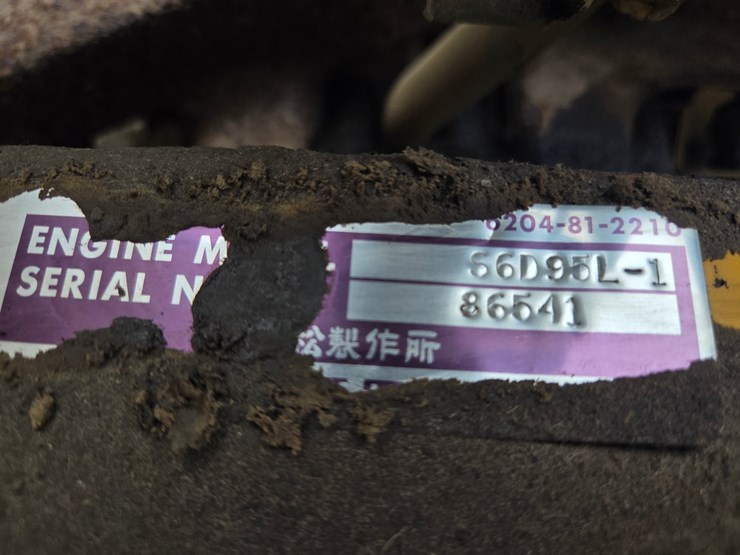 6204-81-2210
ENGINE M S6D95L-1
SERIAL N 86541
松製作所